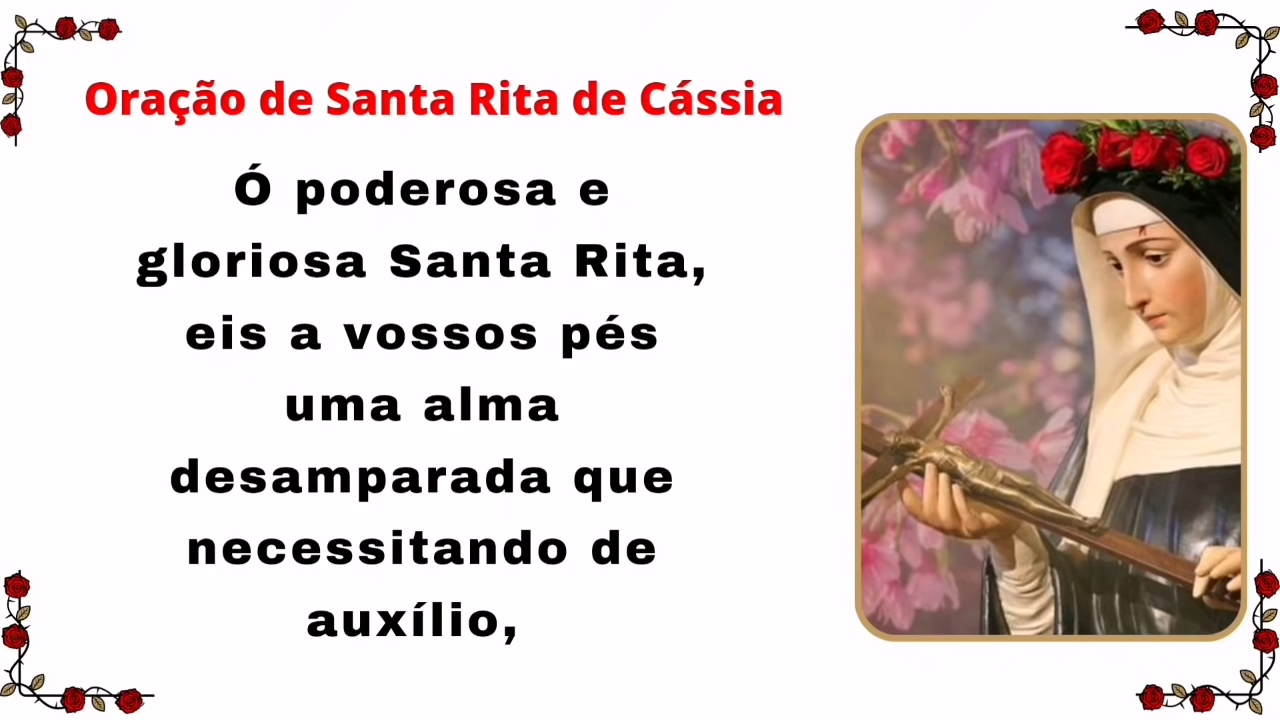 Oração de Santa Rita de Cássia
Ó poderosa e
gloriosa Santa Rita,
eis a vossos pés
uma alma
desamparada que
necessitando de
auxílio,